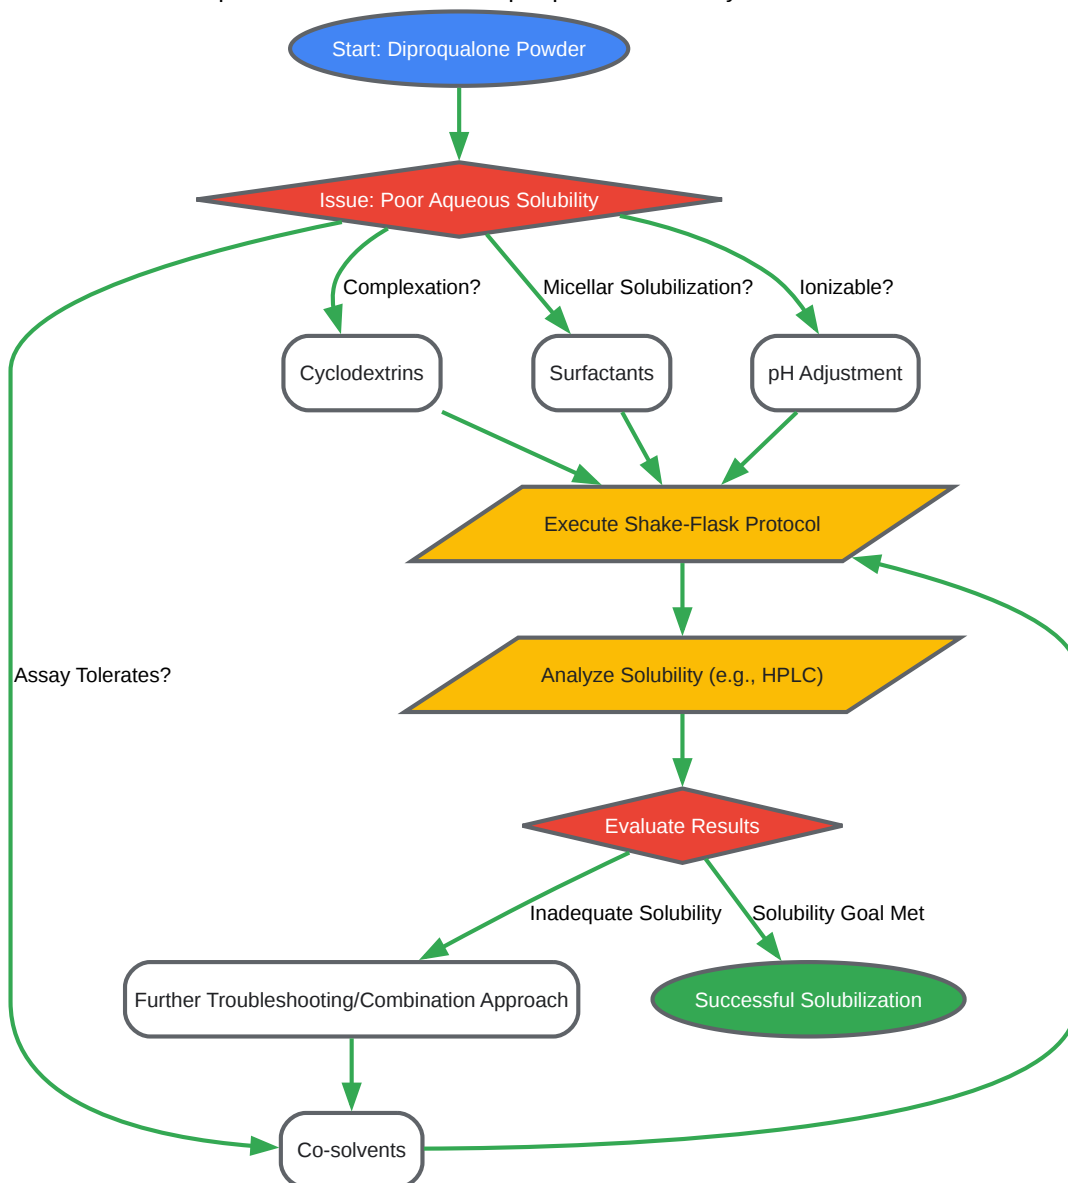 Start: Diproqualone Powder
Issue: Poor Aqueous Solubility
Complexation?
Micellar Solubilization?
Ionizable?
Cyclodextrins
Surfactants
pH Adjustment
Execute Shake-Flask Protocol
Assay Tolerates?
Analyze Solubility (e.g., HPLC)
Evaluate Results
Inadequate Solubility
Solubility Goal Met
Further Troubleshooting/Combination Approach
Successful Solubilization
Co-solvents